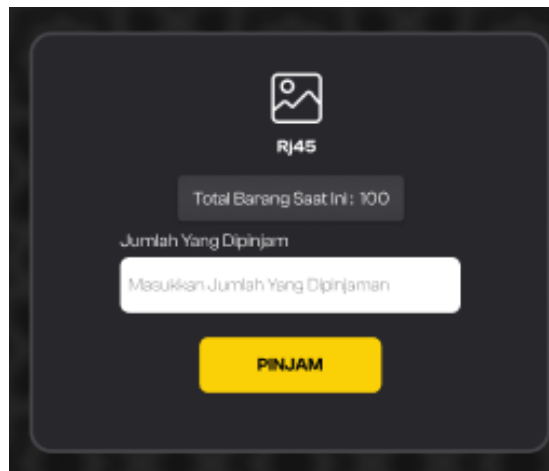 Rj45
Total Barang Saat Ini : 100
Jumlah Yang Dipinjam
Masukkan Jumlah Yang Dipinjaman
PINJAM